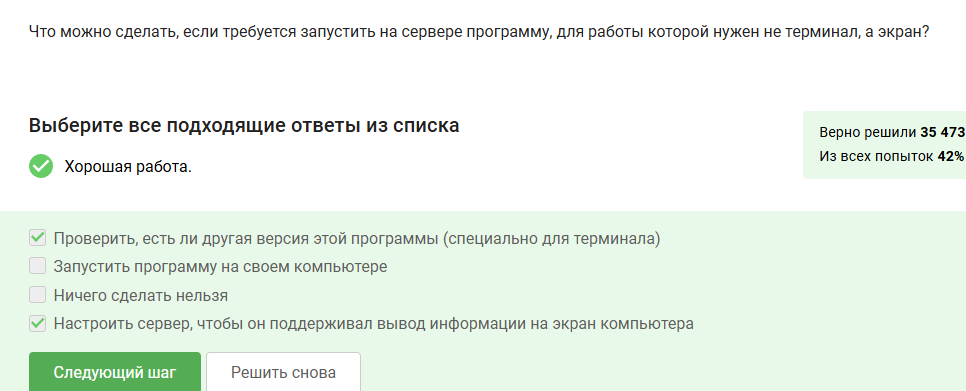 Что можно сделать, если требуется запустить на сервере программу, для работы которой нужен не терминал, а экран?
Выберите все подходящие ответы из списка
Верно решили 35 473
Из всех попыток 42%
Хорошая работа.
Проверить, есть ли другая версия этой программы (специально для терминала)
Запустить программу на своем компьютере
Ничего сделать нельзя
Настроить сервер, чтобы он поддерживал вывод информации на экран компьютера
Следующий шаг
Решить снова